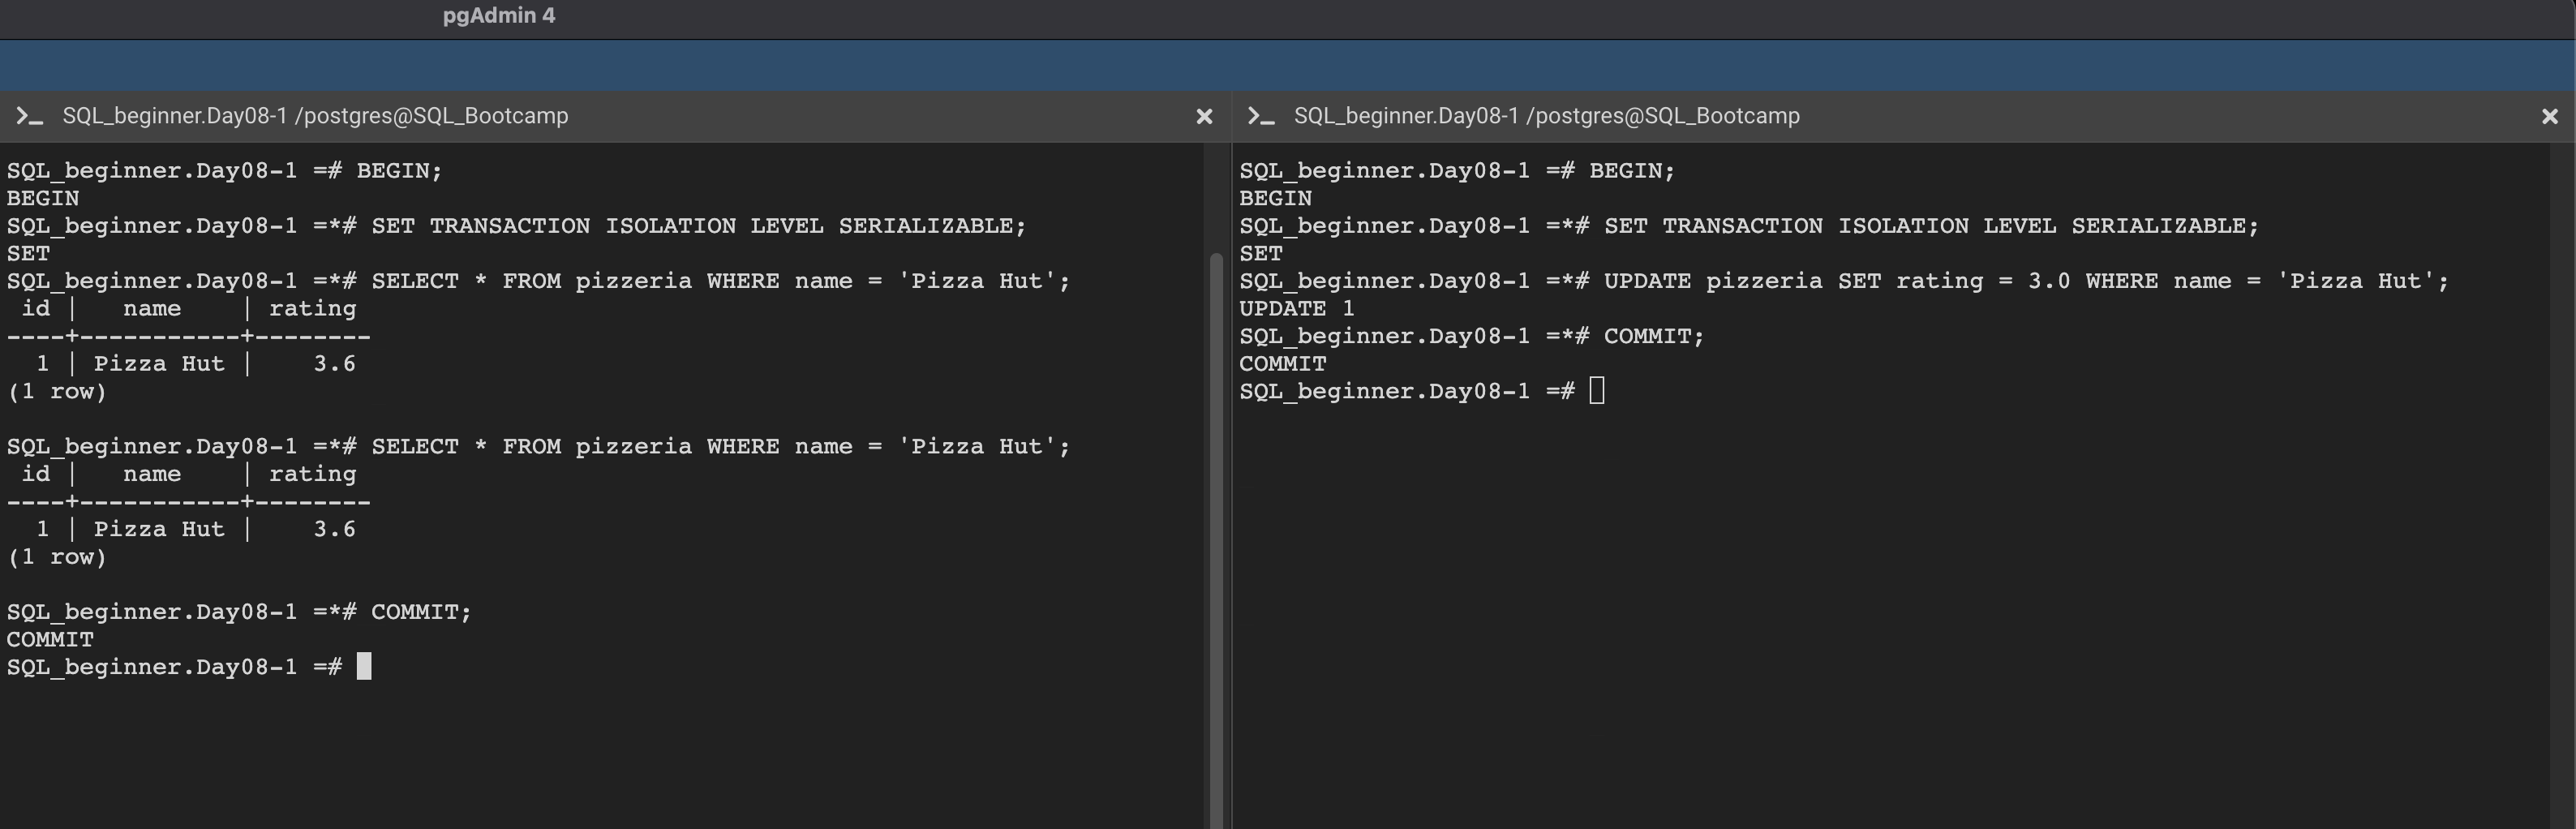 pgAdmin 4
SQL_beginner.Day08-1 /postgres@SQL_Bootcamp
SQL_beginner.Day08-1 =# BEGIN;
BEGIN
SQL_beginner.Day08-1 =*# SET TRANSACTION ISOLATION LEVEL SERIALIZABLE;
SET
SQL_beginner.Day08-1 =*# SELECT * FROM pizzeria WHERE name = 'Pizza Hut';
 id |   name    | rating
----+-----------+--------
  1 | Pizza Hut |    3.6
(1 row)
SQL_beginner.Day08-1 =*# SELECT * FROM pizzeria WHERE name = 'Pizza Hut';
 id |   name    | rating
----+-----------+--------
  1 | Pizza Hut |    3.6
(1 row)
SQL_beginner.Day08-1 =*# COMMIT;
COMMIT
SQL_beginner.Day08-1 =#
SQL_beginner.Day08-1 /postgres@SQL_Bootcamp
SQL_beginner.Day08-1 =# BEGIN;
BEGIN
SQL_beginner.Day08-1 =*# SET TRANSACTION ISOLATION LEVEL SERIALIZABLE;
SET
SQL_beginner.Day08-1 =*# UPDATE pizzeria SET rating = 3.0 WHERE name = 'Pizza Hut';
UPDATE 1
SQL_beginner.Day08-1 =*# COMMIT;
COMMIT
SQL_beginner.Day08-1 =#